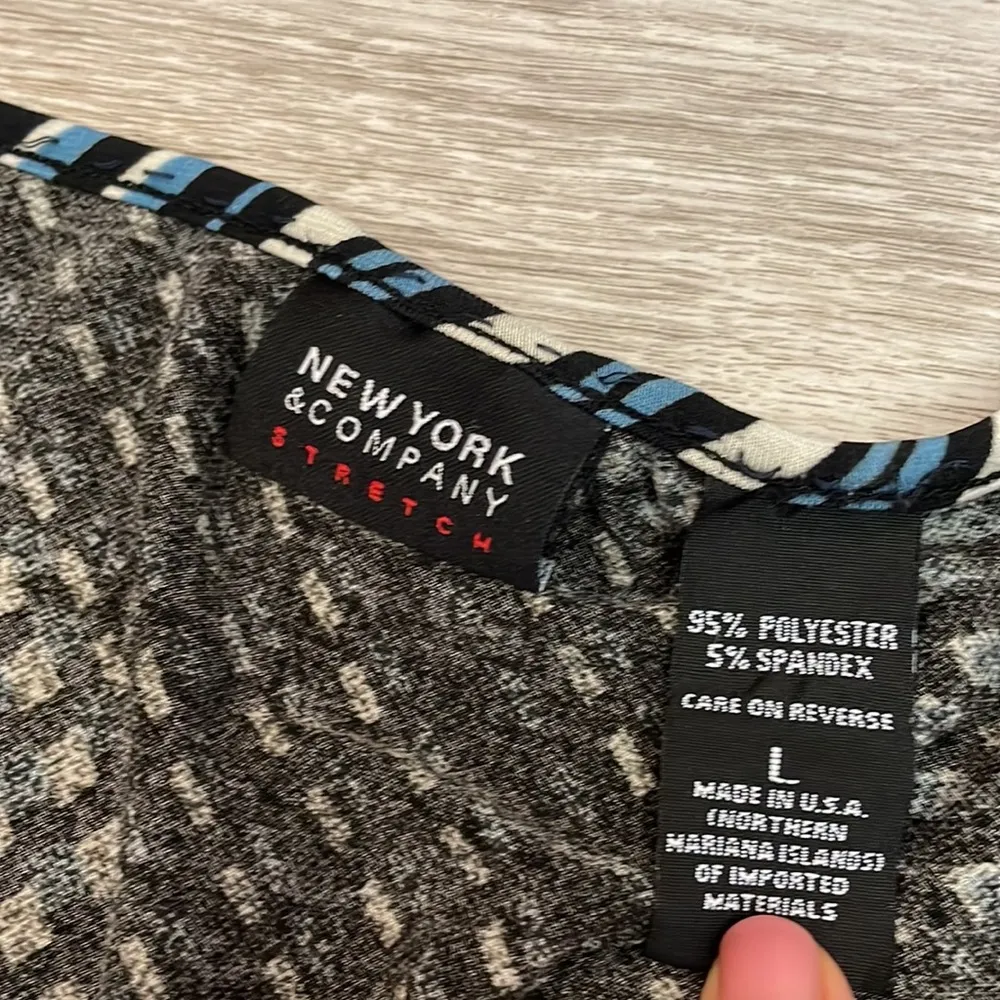 NEW YORK
&COMPANY
STRETCH
95% POLYESTER
5% SPANDEX
CARE ON REVERSE
L
MADE IN U.S.A.
(NORTHERN
MARIANA ISLANDS)
OF IMPORTED
MATERIALS